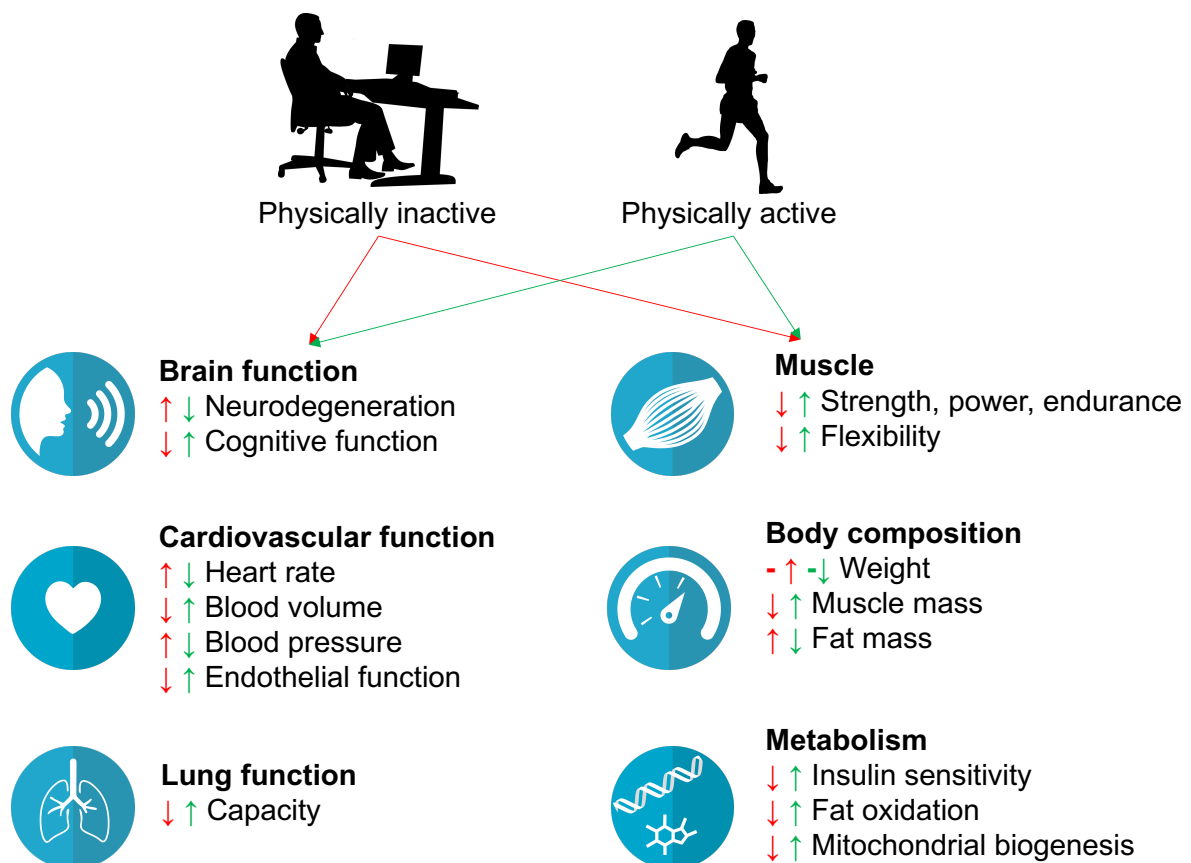 Physically inactive
Physically active
Brain function
↑ ↓ Neurodegeneration
↓ ↑ Cognitive function
Muscle
↓ ↑ Strength, power, endurance
↓ ↑ Flexibility
Cardiovascular function
↑ ↓ Heart rate
↓ ↑ Blood volume
↑ ↓ Blood pressure
↓ ↑ Endothelial function
Body composition
- ↑ -↓ Weight
↓ ↑ Muscle mass
↑ ↓ Fat mass
Lung function
↓ ↑ Capacity
Metabolism
↓ ↑ Insulin sensitivity
↓ ↑ Fat oxidation
↓ ↑ Mitochondrial biogenesis